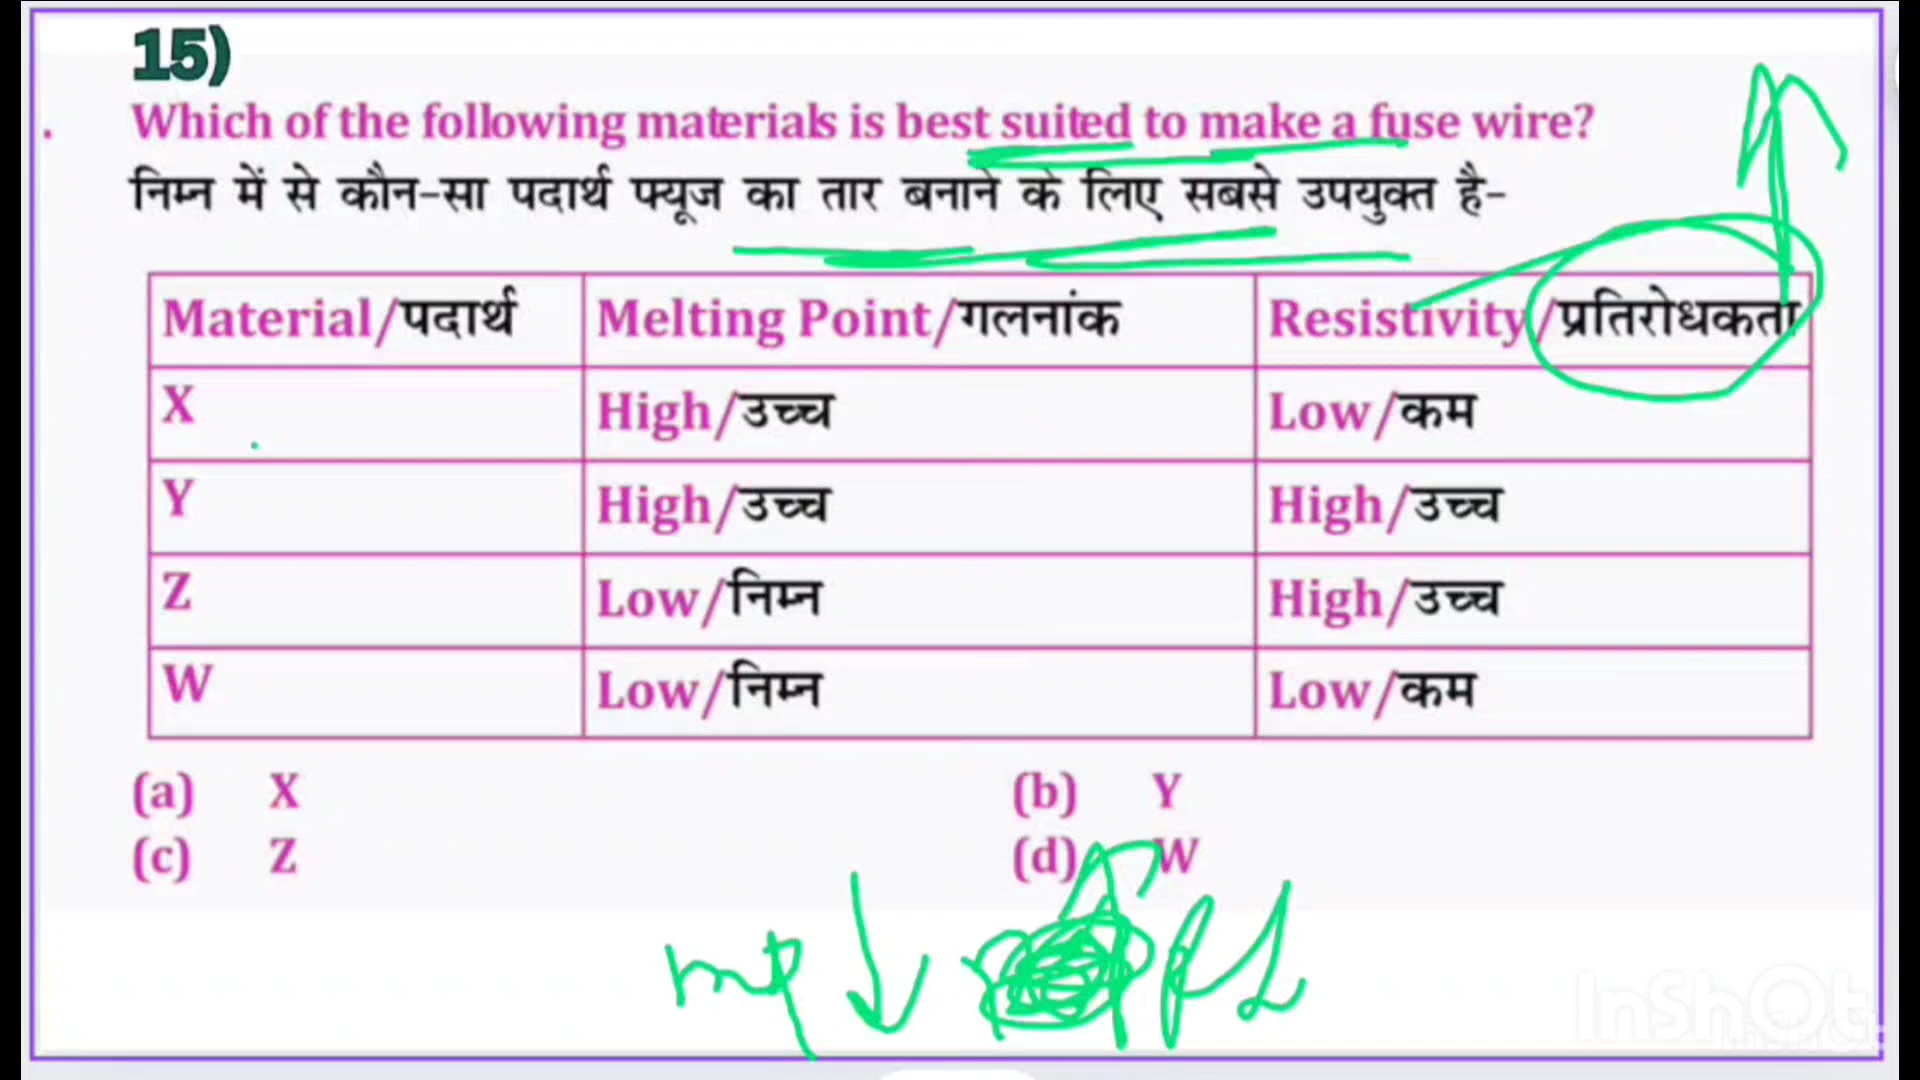 15)
. Which of the following materials is best suited to make a fuse wire?
निम्न में से कौन-सा पदार्थ फ्यूज का तार बनाने के लिए सबसे उपयुक्त है-
Material/पदार्थ Melting Point/गलनांक Resistivity/प्रतिरोधकता
X High/उच्च Low/कम
Y High/उच्च High/उच्च
Z Low/निम्न High/उच्च
W Low/निम्न Low/कम
(a) X (b) Y
(c) Z (d) W
mp
InShOt